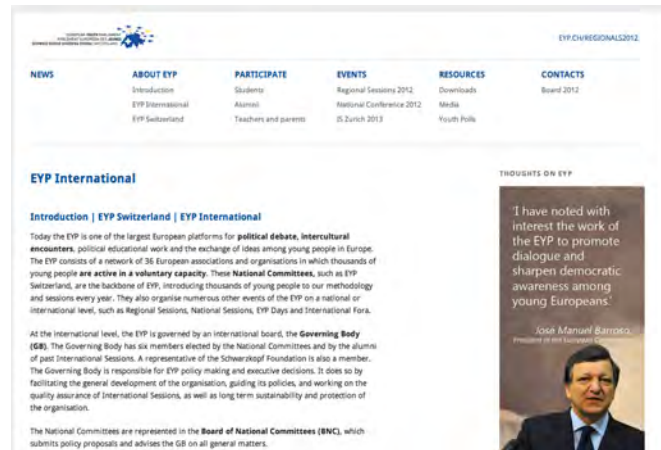 EUROPEAN YOUTH PARLIAMENT
SWITZERLAND
EYP.CH/REGIONALS2012
NEWS
ABOUT EYP
PARTICIPATE
EVENTS
RESOURCES
CONTACTS
Introduction
Students
Regional Sessions 2012
Downloads
Board 2012
EYP International
Alumni
National Conference 2012
Media
EYP Switzerland
Teachers and parents
IS Zurich 2013
Youth Polls
EYP International
Introduction | EYP Switzerland | EYP International
Today the EYP is one of the largest European platforms for political debate, intercultural
encounters, political educational work and the exchange of ideas among young people in Europe.
The EYP consists of a network of 36 European associations and organisations in which thousands of
young people are active in a voluntary capacity. These National Committees, such as EYP
Switzerland, are the backbone of EYP, introducing thousands of young people to our methodology
and sessions every year. They also organise numerous other events of the EYP on a national or
international level, such as Regional Sessions, National Sessions, EYP Days and International Fora.
At the international level, the EYP is governed by an international board, the Governing Body
(GB). The Governing Body has six members elected by the National Committees and by the alumni
of past International Sessions. A representative of the Schwarzkopf Foundation is also a member.
The Governing Body is responsible for EYP policy making and executive decisions. It does so by
facilitating the general development of the organisation, guiding its policies, and working on the
quality assurance of International Sessions, as well as long term sustainability and protection of
the organisation.
The National Committees are represented in the Board of National Committees (BNC), which
submits policy proposals and advises the GB on all general matters.
THOUGHTS ON EYP
'I have noted with
interest the work of
the EYP to promote
dialogue and
sharpen democratic
awareness among
young Europeans.'
José Manuel Barroso,
President of the European Commission